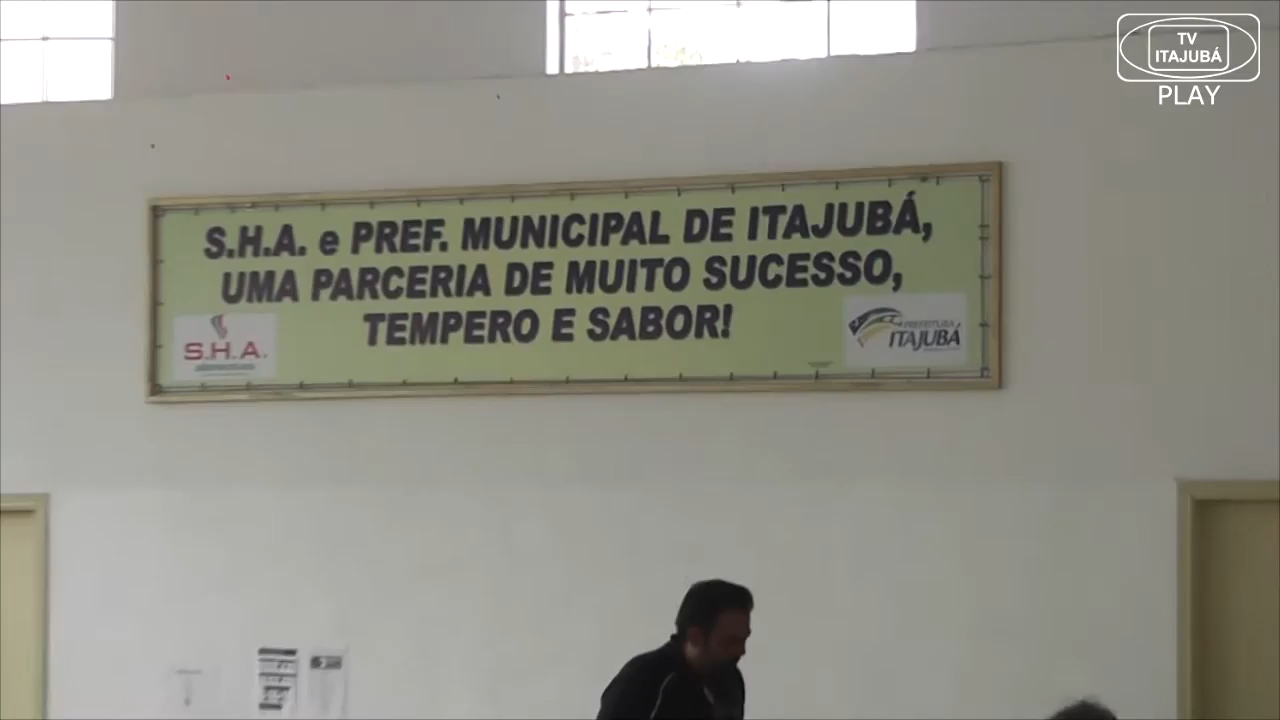 TV
ITAJUBÁ
PLAY
S.H.A. e PREF. MUNICIPAL DE ITAJUBÁ,
UMA PARCERIA DE MUITO SUCESSO,
TEMPERO E SABOR!
S.H.A.
PREFEITURA
ITAJUBÁ